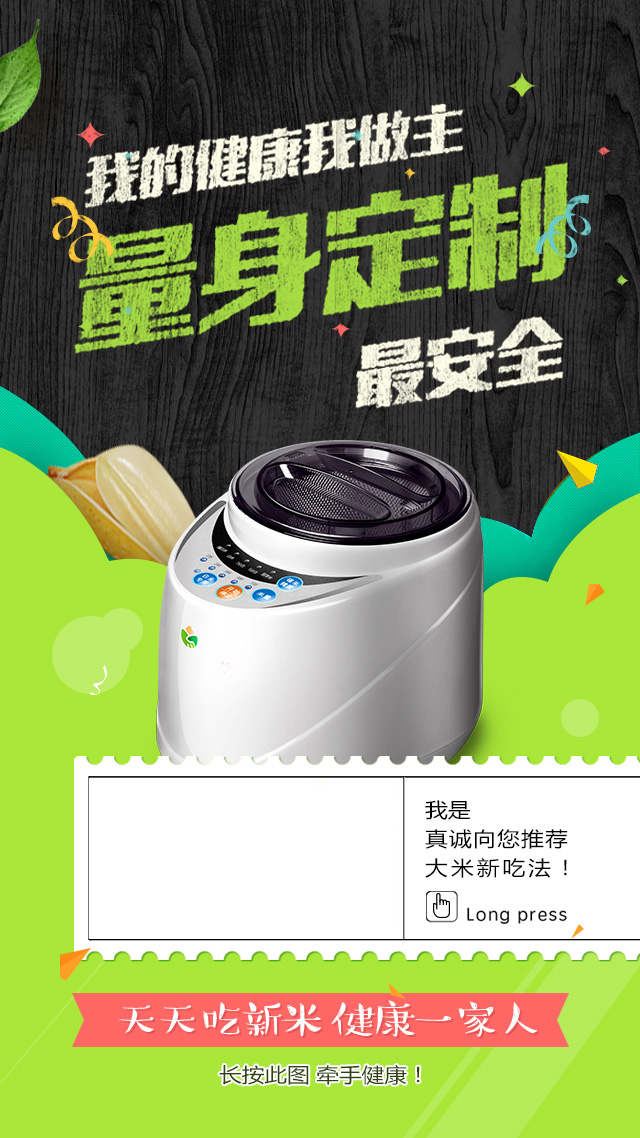 我的健康我做主
量身定制
最安全
我是
真诚向您推荐
大米新吃法！
Long press
天天吃新米 健康一家人
长按此图 牵手健康！